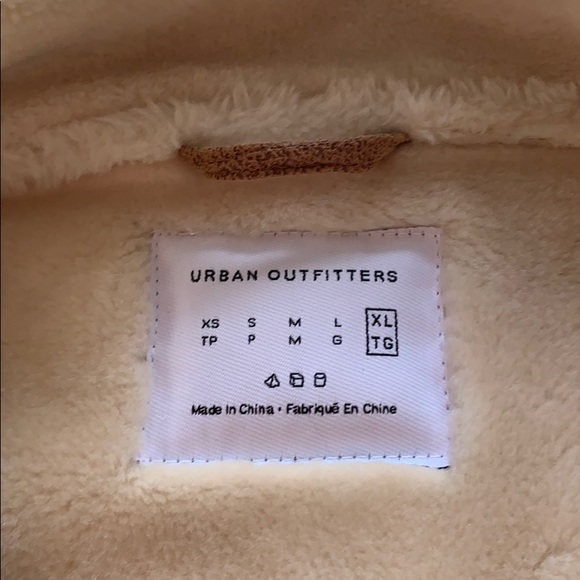 URBAN OUTFITTERS
XS S M L XL
TP P M G TG
Made In China • Fabriqué En Chine